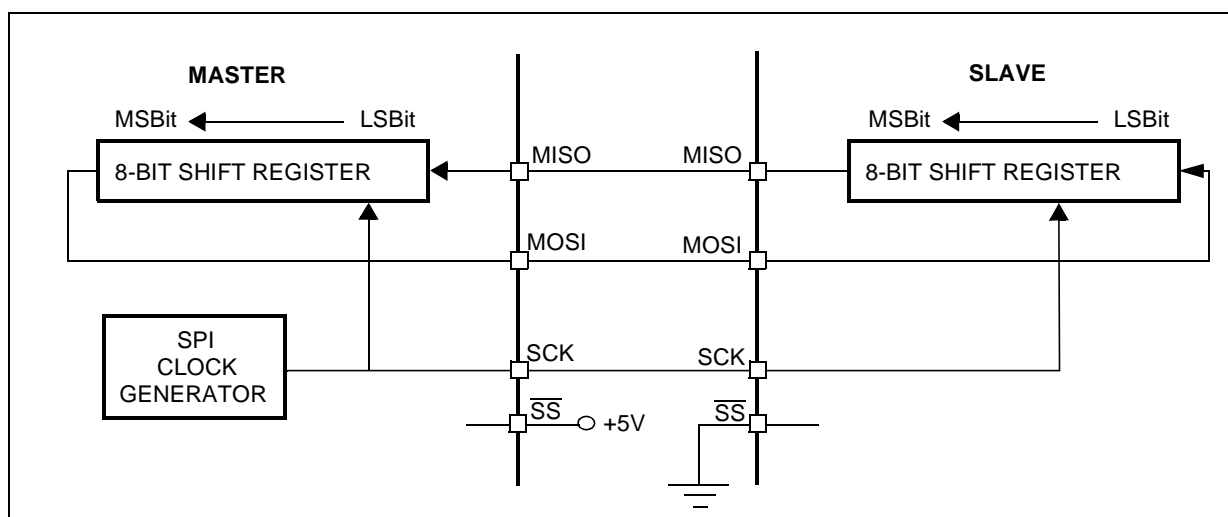 MASTER
SLAVE
MSBit LSBit
MSBit LSBit
8-BIT SHIFT REGISTER
MISO
MISO
8-BIT SHIFT REGISTER
MOSI
MOSI
SPI
CLOCK
GENERATOR
SCK
SCK
SS
+5V
SS